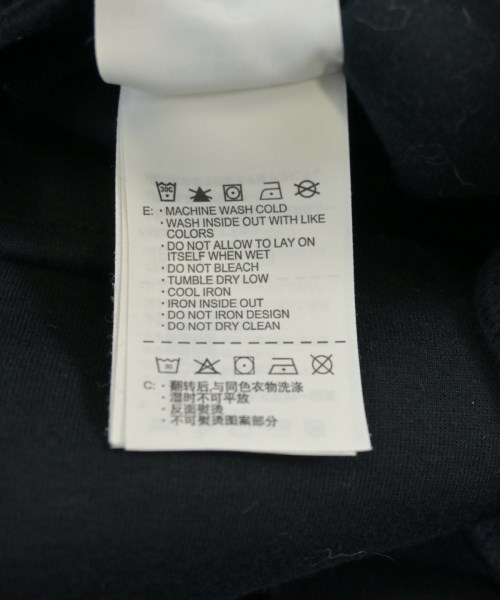 30C
E: ・MACHINE WASH COLD
・WASH INSIDE OUT WITH LIKE
COLORS
・DO NOT ALLOW TO LAY ON
ITSELF WHEN WET
・DO NOT BLEACH
・TUMBLE DRY LOW
・COOL IRON
・IRON INSIDE OUT
・DO NOT IRON DESIGN
・DO NOT DRY CLEAN
30
C: ・翻转后,与同色衣物洗涤
・湿时不可平放
・反面熨烫
・不可熨烫图案部分